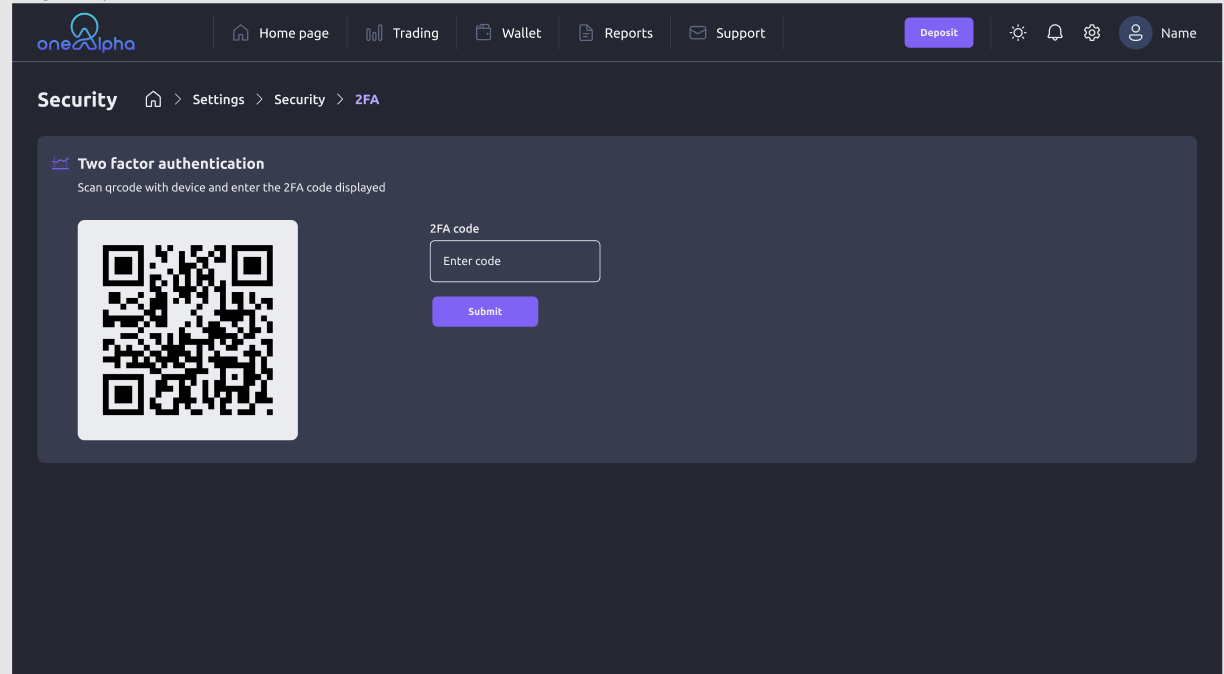 oneAlpha
Home page
Trading
Wallet
Reports
Support
Deposit
Name
Security
Settings
Security
2FA
Two factor authentication
Scan qrcode with device and enter the 2FA code displayed
2FA code
Enter code
Submit